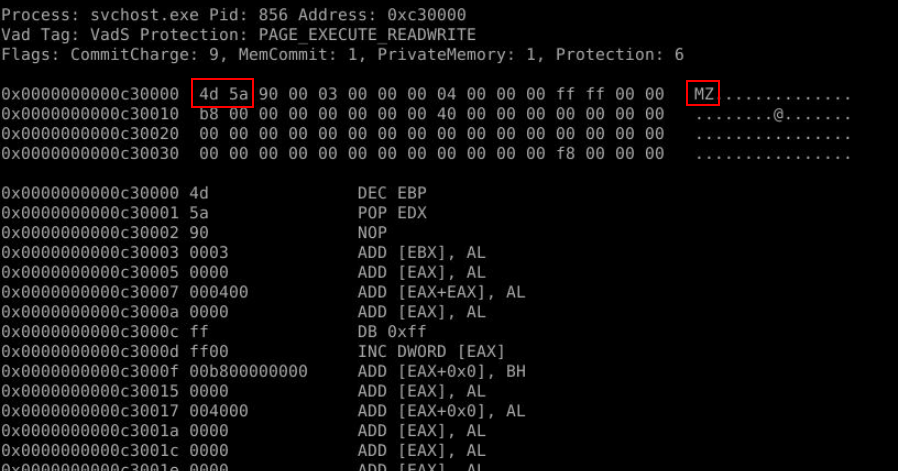 Process: svchost.exe Pid: 856 Address: 0xc30000
Vad Tag: VadS Protection: PAGE_EXECUTE_READWRITE
Flags: CommitCharge: 9, MemCommit: 1, PrivateMemory: 1, Protection: 6
0x0000000000c30000 4d 5a 90 00 03 00 00 00 04 00 00 00 ff ff 00 00 MZ..............
0x0000000000c30010 b8 00 00 00 00 00 00 00 40 00 00 00 00 00 00 00 ........@.......
0x0000000000c30020 00 00 00 00 00 00 00 00 00 00 00 00 00 00 00 00 ................
0x0000000000c30030 00 00 00 00 00 00 00 00 00 00 00 00 f8 00 00 00 ................
0x0000000000c30000 4d DEC EBP
0x0000000000c30001 5a POP EDX
0x0000000000c30002 90 NOP
0x0000000000c30003 0003 ADD [EBX], AL
0x0000000000c30005 0000 ADD [EAX], AL
0x0000000000c30007 000400 ADD [EAX+EAX], AL
0x0000000000c3000a 0000 ADD [EAX], AL
0x0000000000c3000c ff DB 0xff
0x0000000000c3000d ff00 INC DWORD [EAX]
0x0000000000c3000f 00b800000000 ADD [EAX+0x0], BH
0x0000000000c30015 0000 ADD [EAX], AL
0x0000000000c30017 004000 ADD [EAX+0x0], AL
0x0000000000c3001a 0000 ADD [EAX], AL
0x0000000000c3001c 0000 ADD [EAX], AL
0x0000000000c3001e 0000 ADD [EAX], AL